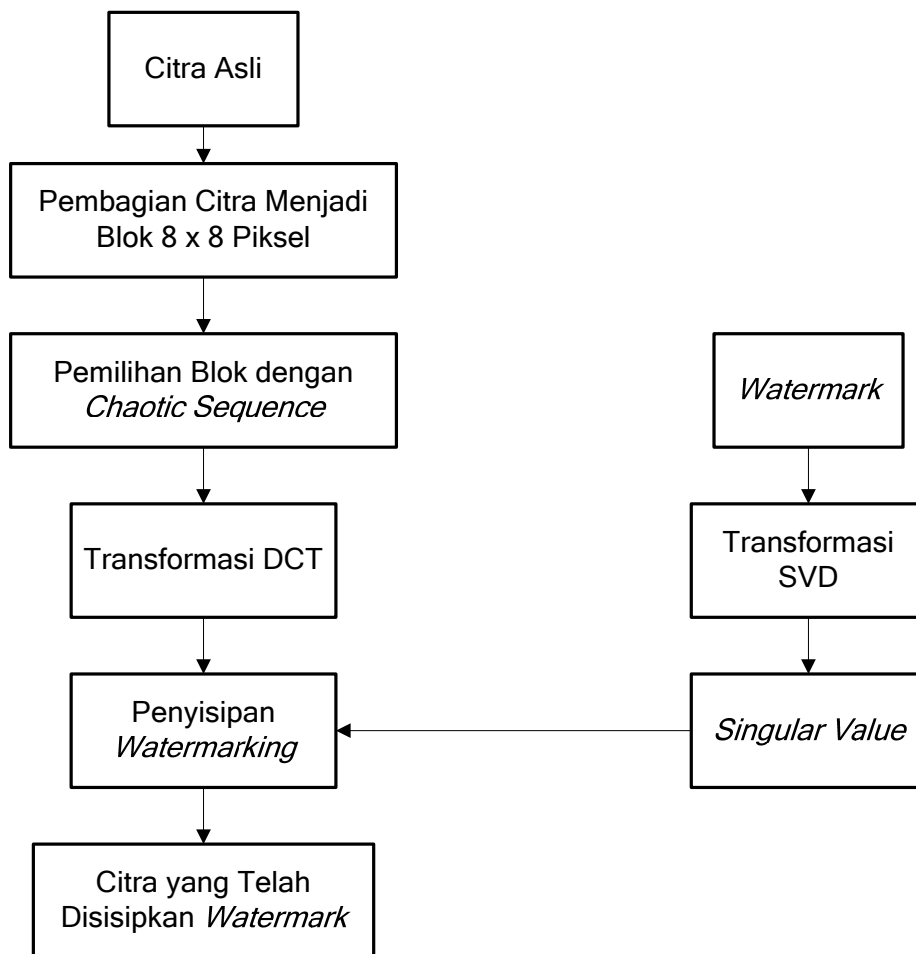 Citra Asli
Pembagian Citra Menjadi
Blok 8 x 8 Piksel
Pemilihan Blok dengan
Chaotic Sequence
Transformasi DCT
Penyisipan
Watermarking
Citra yang Telah
Disisipkan Watermark
Watermark
Transformasi
SVD
Singular Value